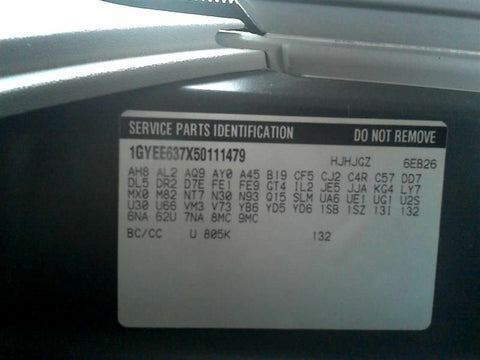 SERVICE PARTS IDENTIFICATION DO NOT REMOVE
1GYEE637X50111479 HJHJGZ 6EB26
AH8 AL2 AQ9 AY0 A45 B19 CF5 CJ2 C4R C57 DD7
DL5 DR2 D7E FE1 FE9 GT4 IL2 JE5 JJA KG4 LY7
MX0 M82 NT7 N30 N93 Q15 SLM UA6 UE1 UG1 U2S
U30 U66 VM3 V73 YB6 YD5 YD6 1SB 1SZ 13I 132
6NA 62U 7NA 8MC 9MC
BC/CC U 805K 132